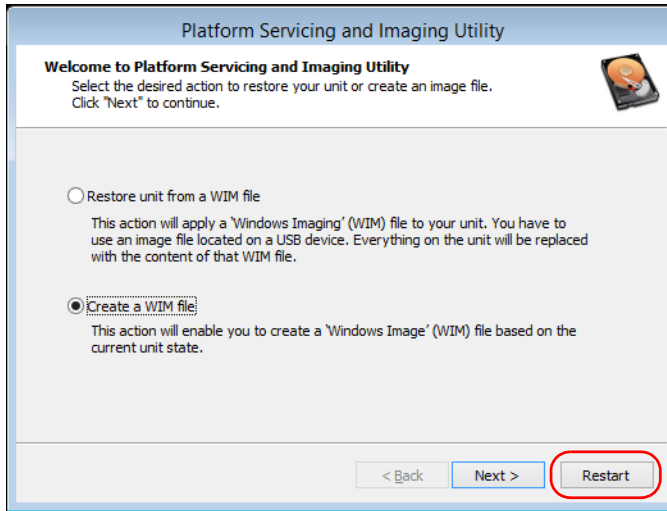 Platform Servicing and Imaging Utility
Welcome to Platform Servicing and Imaging Utility
Select the desired action to restore your unit or create an image file.
Click "Next" to continue.
Restore unit from a WIM file
This action will apply a 'Windows Imaging' (WIM) file to your unit. You have to
use an image file located on a USB device. Everything on the unit will be replaced
with the content of that WIM file.
Create a WIM file
This action will enable you to create a 'Windows Image' (WIM) file based on the
current unit state.
< Back Next > Restart